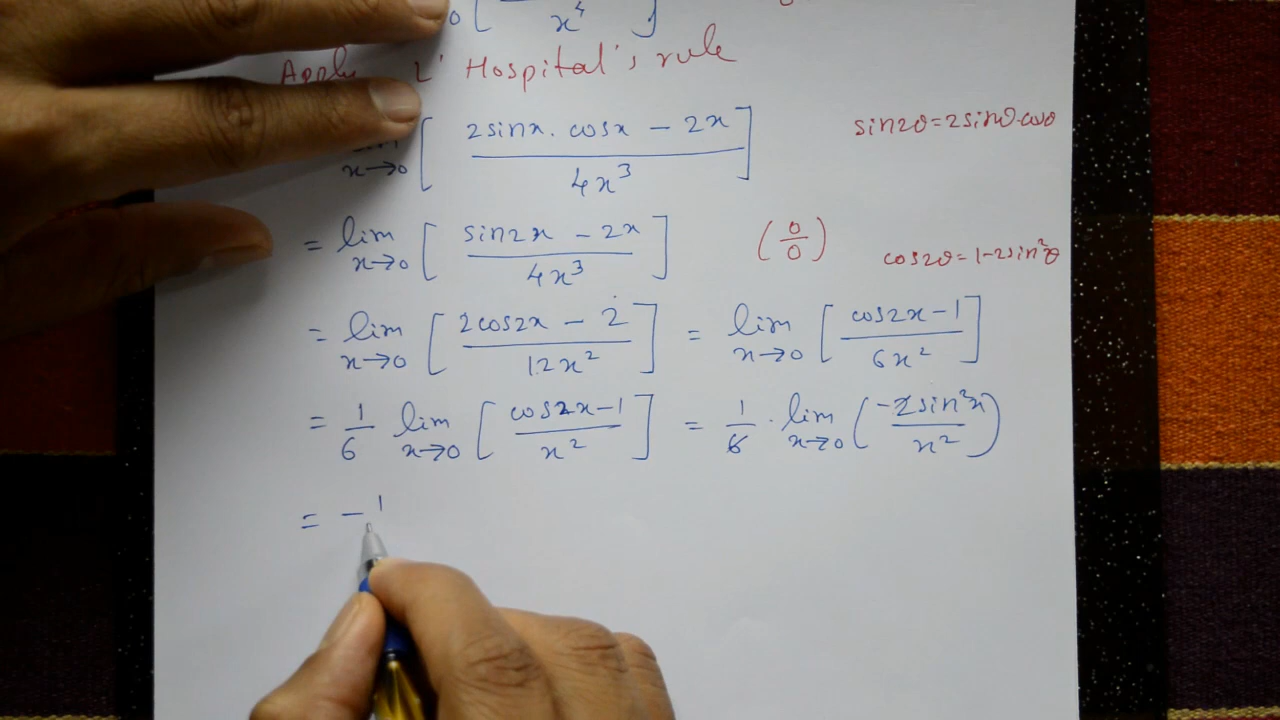 x⁴
L' Hospital's rule
x→0 [ (2sinx. cosx − 2x) / 4x³ ]
sin2θ=2sinθ.cosθ
= lim x→0 [ (sin2x − 2x) / 4x³ ] (0/0)
cos2θ=1−2sin²θ
= lim x→0 [ (2cos2x − 2) / 12x² ] = lim x→0 [ (cos2x−1) / 6x² ]
= 1/6 lim x→0 [ (cos2x−1) / x² ] = 1/6 . lim x→0 ( −2sin²x / x² )
= − 1